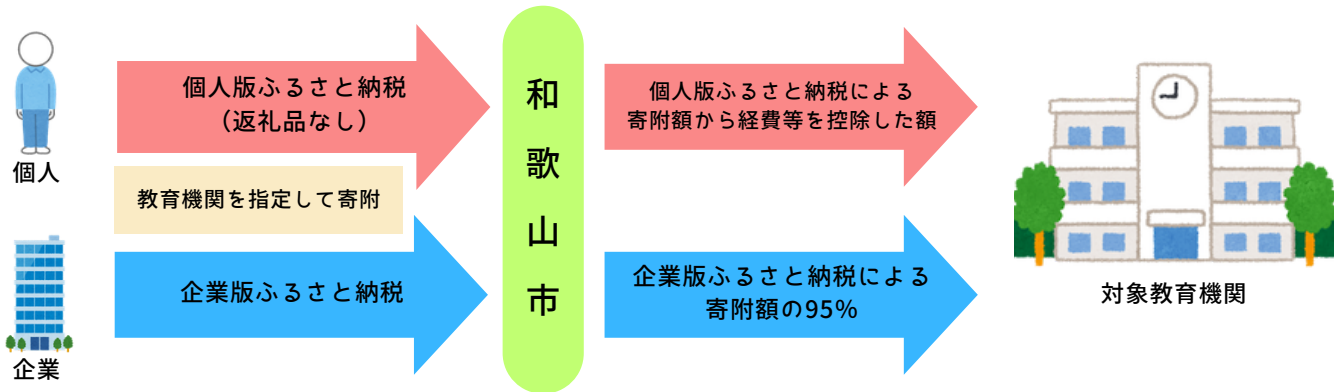 個人
個人版ふるさと納税
（返礼品なし）
教育機関を指定して寄附
企業
企業版ふるさと納税
和歌山市
個人版ふるさと納税による
寄附額から経費等を控除した額
企業版ふるさと納税による
寄附額の95%
対象教育機関